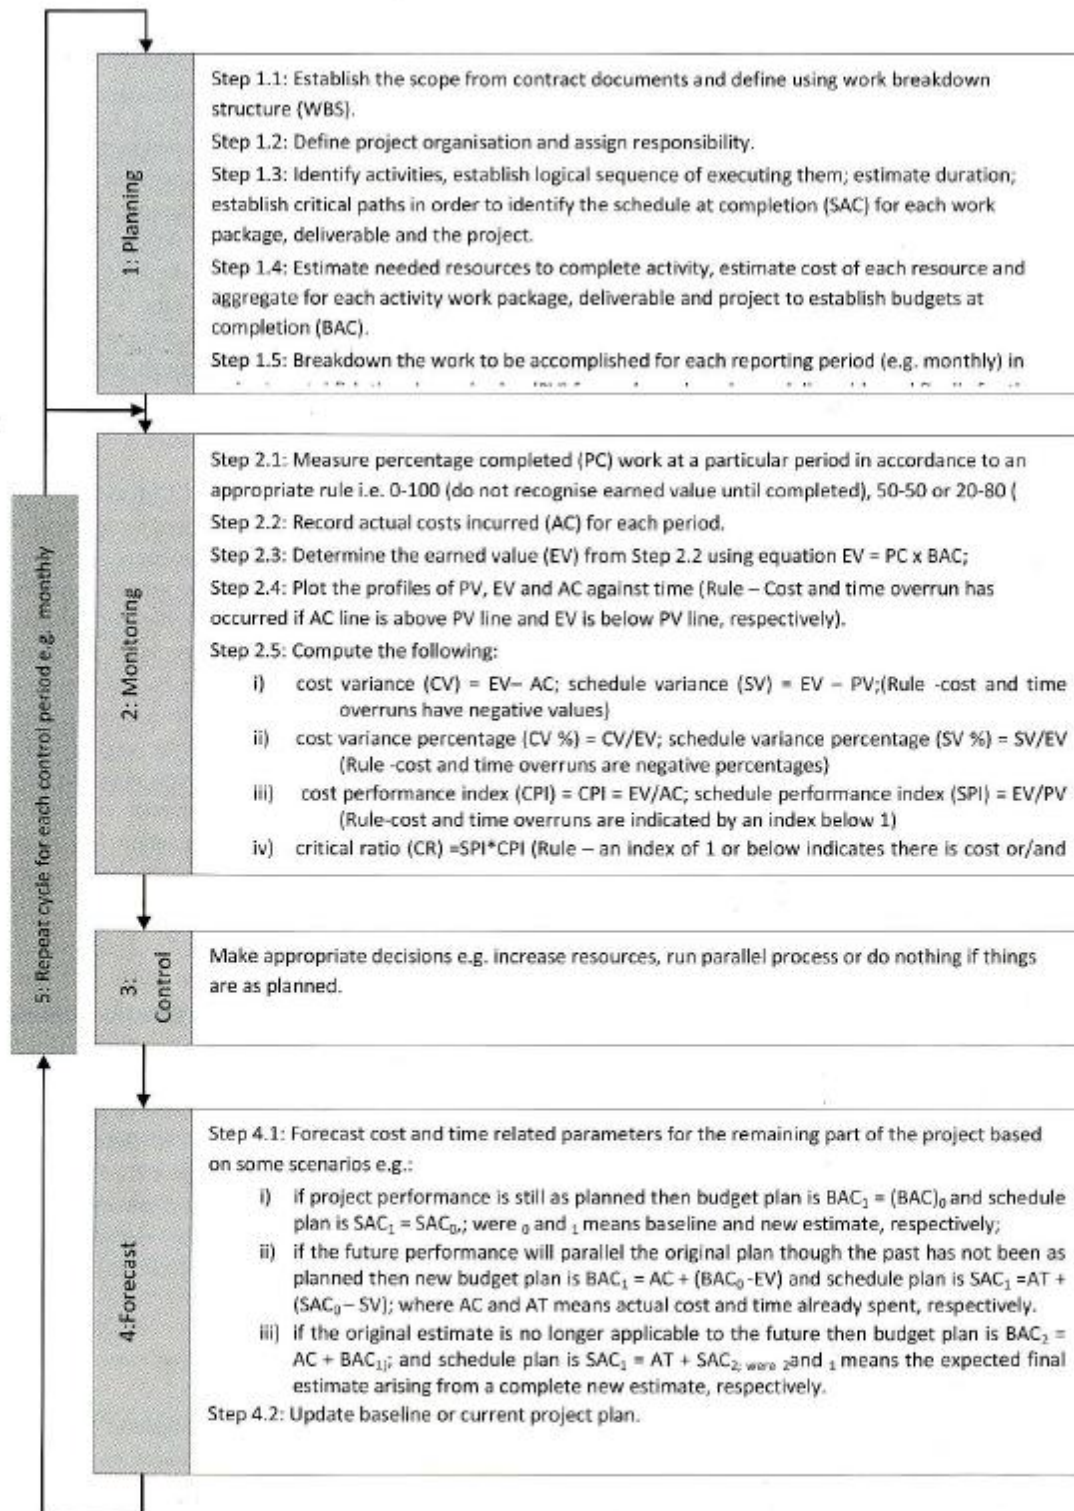 1: Planning
Step 1.1: Establish the scope from contract documents and define using work breakdown
structure (WBS).
Step 1.2: Define project organisation and assign responsibility.
Step 1.3: Identify activities, establish logical sequence of executing them; estimate duration;
establish critical paths in order to identify the schedule at completion (SAC) for each work
package, deliverable and the project.
Step 1.4: Estimate needed resources to complete activity, estimate cost of each resource and
aggregate for each activity work package, deliverable and project to establish budgets at
completion (BAC).
Step 1.5: Breakdown the work to be accomplished for each reporting period (e.g. monthly) in
5: Repeat cycle for each control period e.g. monthly
2: Monitoring
Step 2.1: Measure percentage completed (PC) work at a particular period in accordance to an
appropriate rule i.e. 0-100 (do not recognise earned value until completed), 50-50 or 20-80 (
Step 2.2: Record actual costs incurred (AC) for each period.
Step 2.3: Determine the earned value (EV) from Step 2.2 using equation EV = PC x BAC;
Step 2.4: Plot the profiles of PV, EV and AC against time (Rule – Cost and time overrun has
occurred if AC line is above PV line and EV is below PV line, respectively).
Step 2.5: Compute the following:
i) cost variance (CV) = EV– AC; schedule variance (SV) = EV – PV;(Rule -cost and time
overruns have negative values)
ii) cost variance percentage (CV %) = CV/EV; schedule variance percentage (SV %) = SV/EV
(Rule -cost and time overruns are negative percentages)
iii) cost performance index (CPI) = CPI = EV/AC; schedule performance index (SPI) = EV/PV
(Rule-cost and time overruns are indicated by an index below 1)
iv) critical ratio (CR) =SPI*CPI (Rule – an index of 1 or below indicates there is cost or/and
3:
Control
Make appropriate decisions e.g. increase resources, run parallel process or do nothing if things
are as planned.
4:Forecast
Step 4.1: Forecast cost and time related parameters for the remaining part of the project based
on some scenarios e.g.:
i) if project performance is still as planned then budget plan is BAC₁ = (BAC)₀ and schedule
plan is SAC₁ = SAC₀,; were ₀ and ₁ means baseline and new estimate, respectively;
ii) if the future performance will parallel the original plan though the past has not been as
planned then new budget plan is BAC₁ = AC + (BAC₀ -EV) and schedule plan is SAC₁ =AT +
(SAC₀ – SV); where AC and AT means actual cost and time already spent, respectively.
iii) if the original estimate is no longer applicable to the future then budget plan is BAC₂ =
AC + BAC₁; and schedule plan is SAC₁ = AT + SAC₂; were ₂and ₁ means the expected final
estimate arising from a complete new estimate, respectively.
Step 4.2: Update baseline or current project plan.